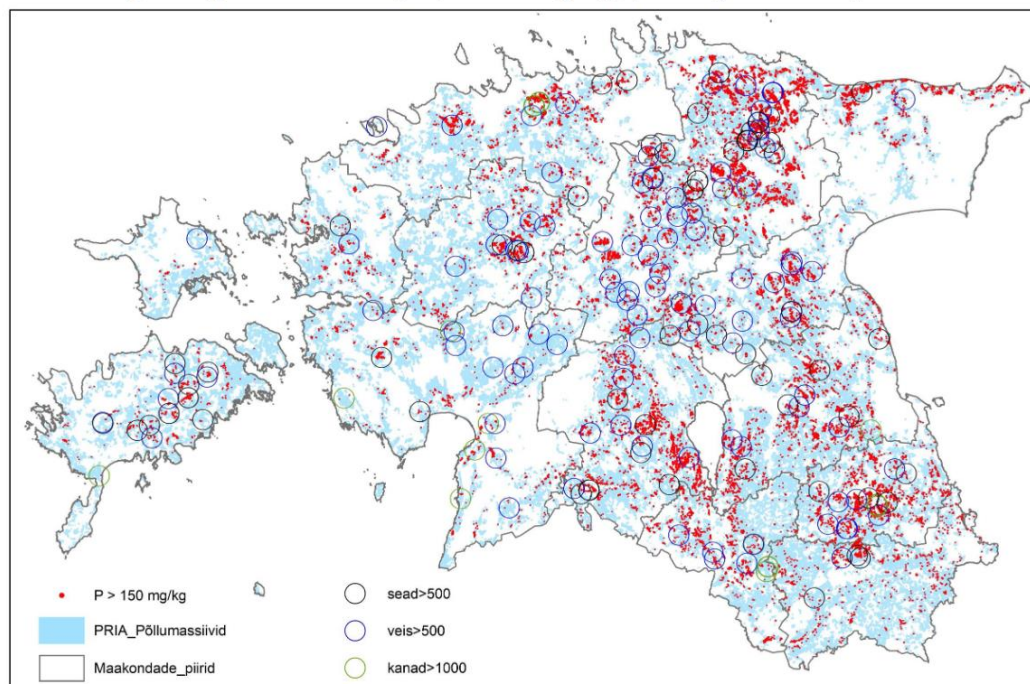 P > 150 mg/kg
PRIA_Põllumassiivid
Maakondade_piirid
sead>500
veis>500
kanad>1000